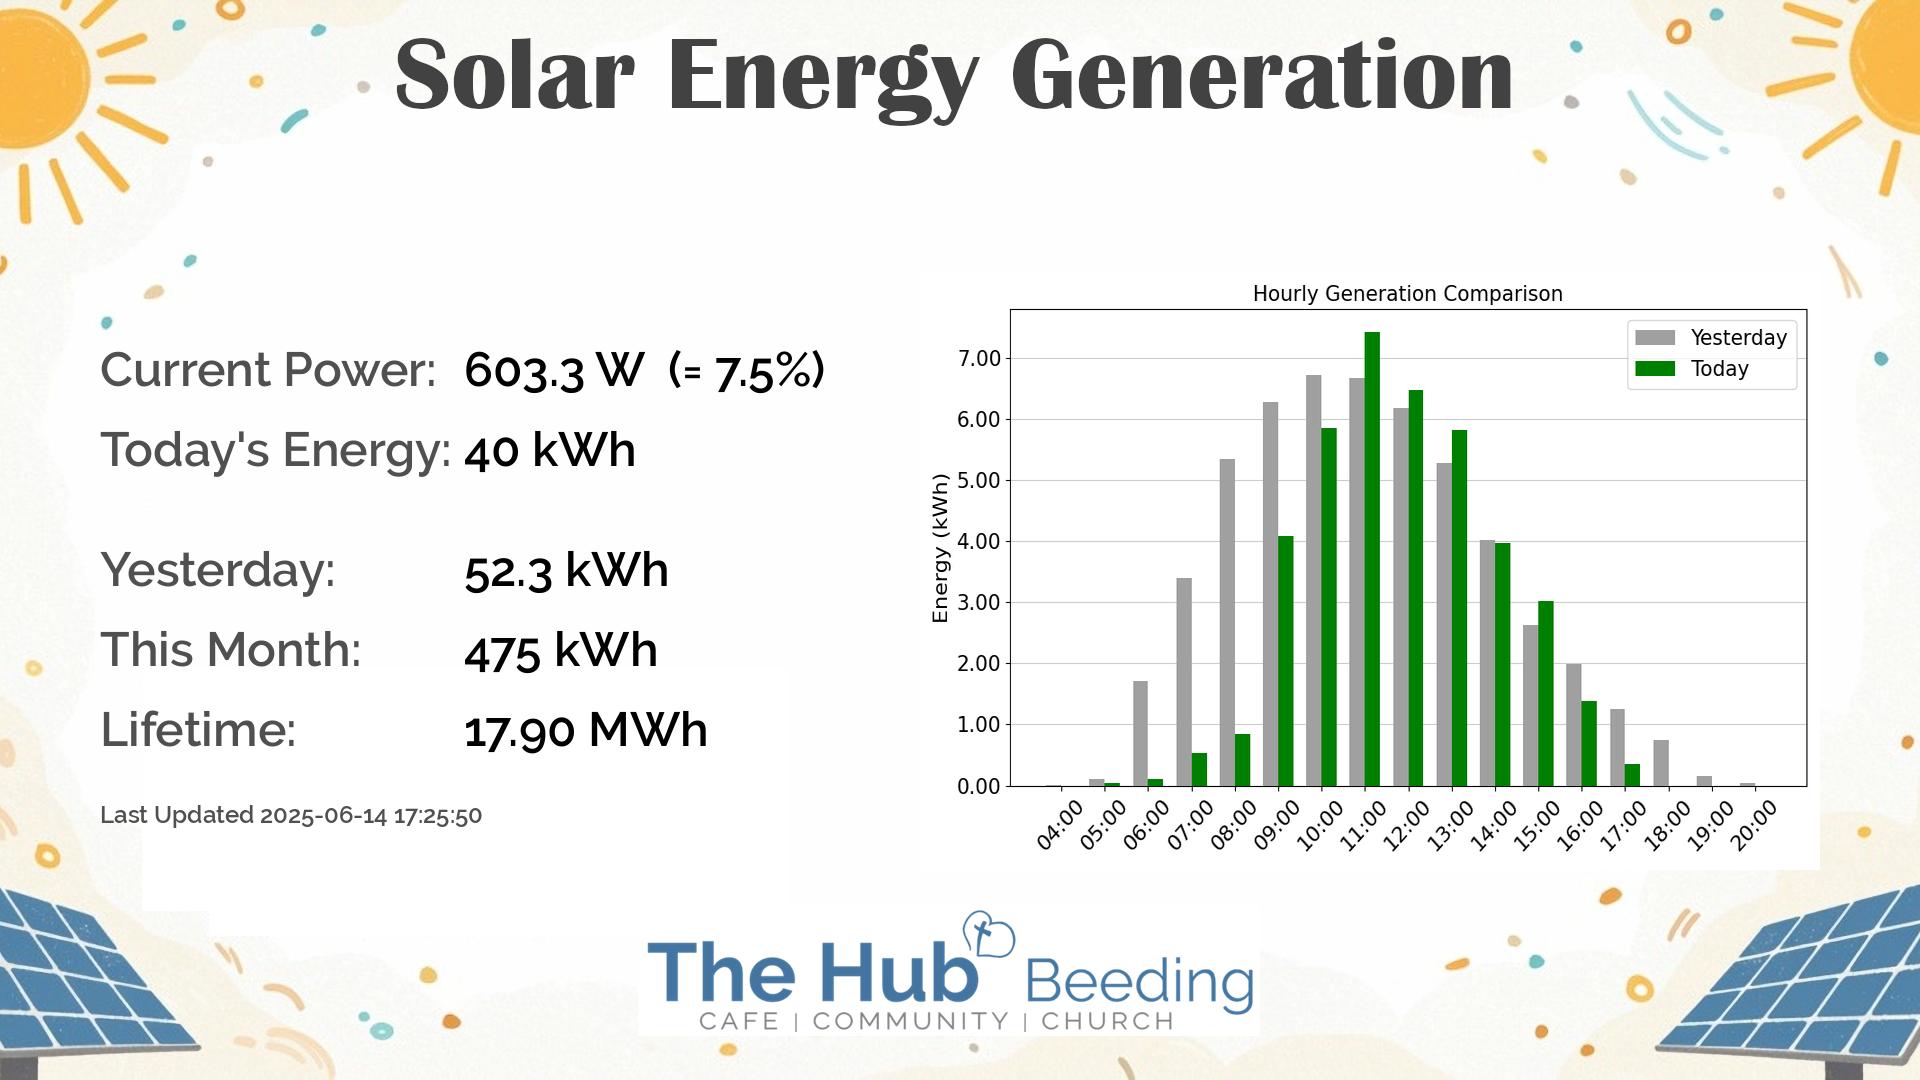 Solar Energy Generation
Current Power: 603.3 W (= 7.5%)
Today's Energy: 40 kWh
Yesterday: 52.3 kWh
This Month: 475 kWh
Lifetime: 17.90 MWh
Last Updated 2025-06-14 17:25:50
Hourly Generation Comparison
Yesterday
Today
Energy (kWh)
7.00
6.00
5.00
4.00
3.00
2.00
1.00
0.00
04:00 05:00 06:00 07:00 08:00 09:00 10:00 11:00 12:00 13:00 14:00 15:00 16:00 17:00 18:00 19:00 20:00
The Hub Beeding
CAFE | COMMUNITY | CHURCH